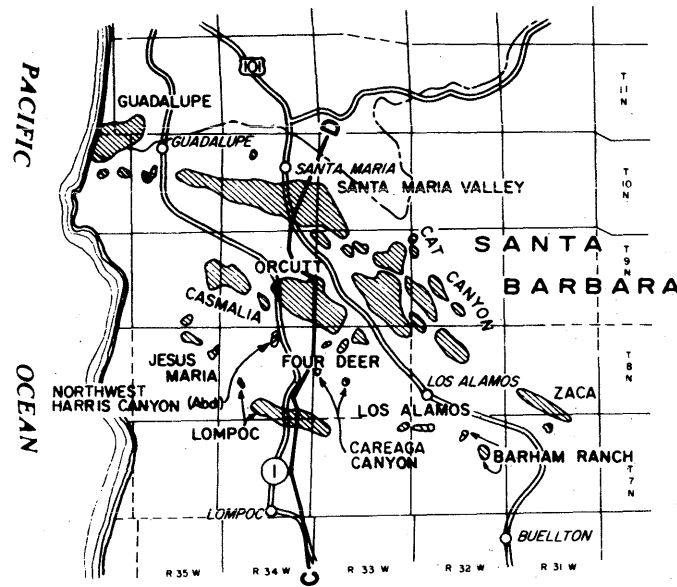 PACIFIC
OCEAN
101
T 11 N
GUADALUPE
D
GUADALUPE
SANTA MARIA
SANTA MARIA VALLEY
T 10 N
CAT CANYON
SANTA
BARBARA
T 9 N
ORCUTT
CASMALIA
JESUS
MARIA
FOUR DEER
T 8 N
NORTHWEST
HARRIS CANYON (Abd)
LOS ALAMOS
ZACA
LOS ALAMOS
LOMPOC
CAREAGA
CANYON
BARHAM RANCH
T 7 N
1
LOMPOC
BUELLTON
R 35 W
R 34 W
C
R 33 W
R 32 W
R 31 W